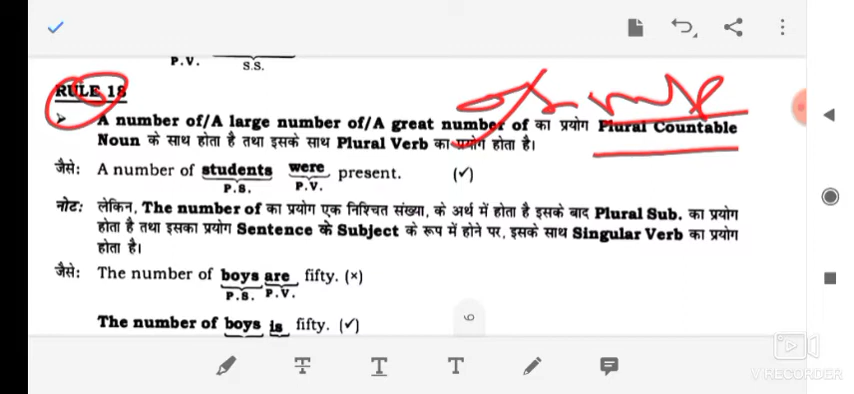 P.V. S.S.
RULE 18
➢ A number of/A large number of/A great number of का प्रयोग Plural Countable
Noun के साथ होता है तथा इसके साथ Plural Verb का प्रयोग होता है।
जैसे: A number of students were present. (✓)
P.S. P.V.
नोट: लेकिन, The number of का प्रयोग एक निश्चित संख्या, के अर्थ में होता है इसके बाद Plural Sub. का प्रयोग
होता है तथा इसका प्रयोग Sentence के Subject के रूप में होने पर, इसके साथ Singular Verb का प्रयोग
होता है।
जैसे: The number of boys are fifty. (×)
P.S. P.V.
The number of boys is fifty. (✓)
V RECORDER